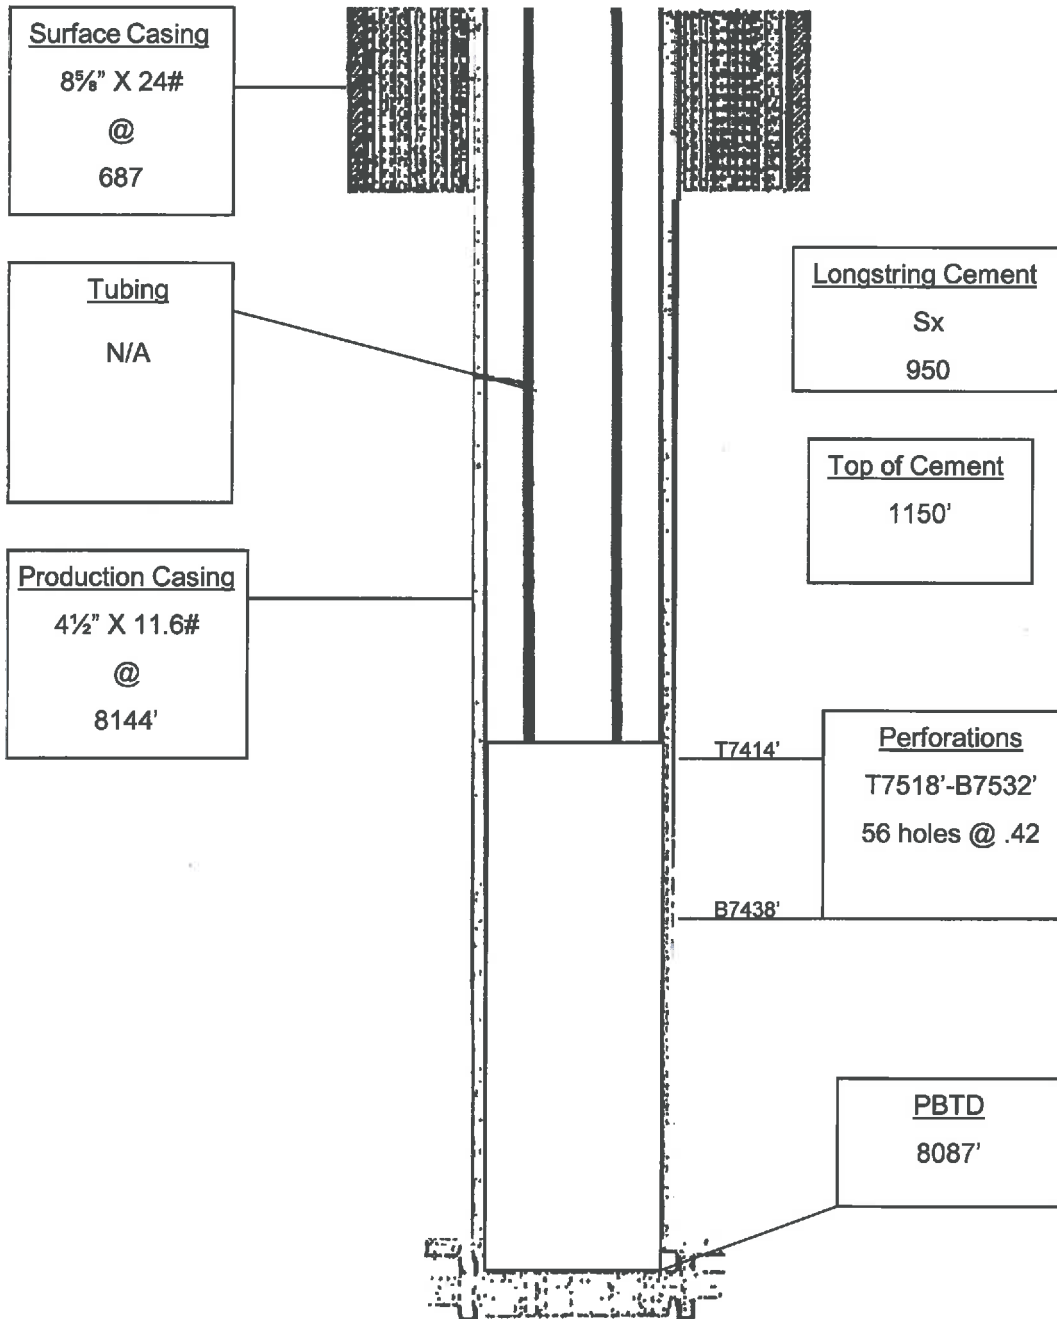 Surface Casing
8⅝" X 24#
@
687
Tubing
N/A
Production Casing
4½" X 11.6#
@
8144'
Longstring Cement
Sx
950
Top of Cement
1150'
T7414'
Perforations
T7518'-B7532'
56 holes @ .42
B7438'
PBTD
8087'